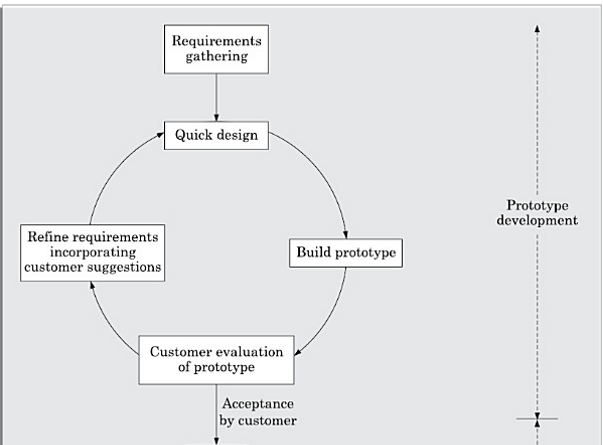 Requirements
gathering
Quick design
Prototype
development
Refine requirements
incorporating
customer suggestions
Build prototype
Customer evaluation
of prototype
Acceptance
by customer